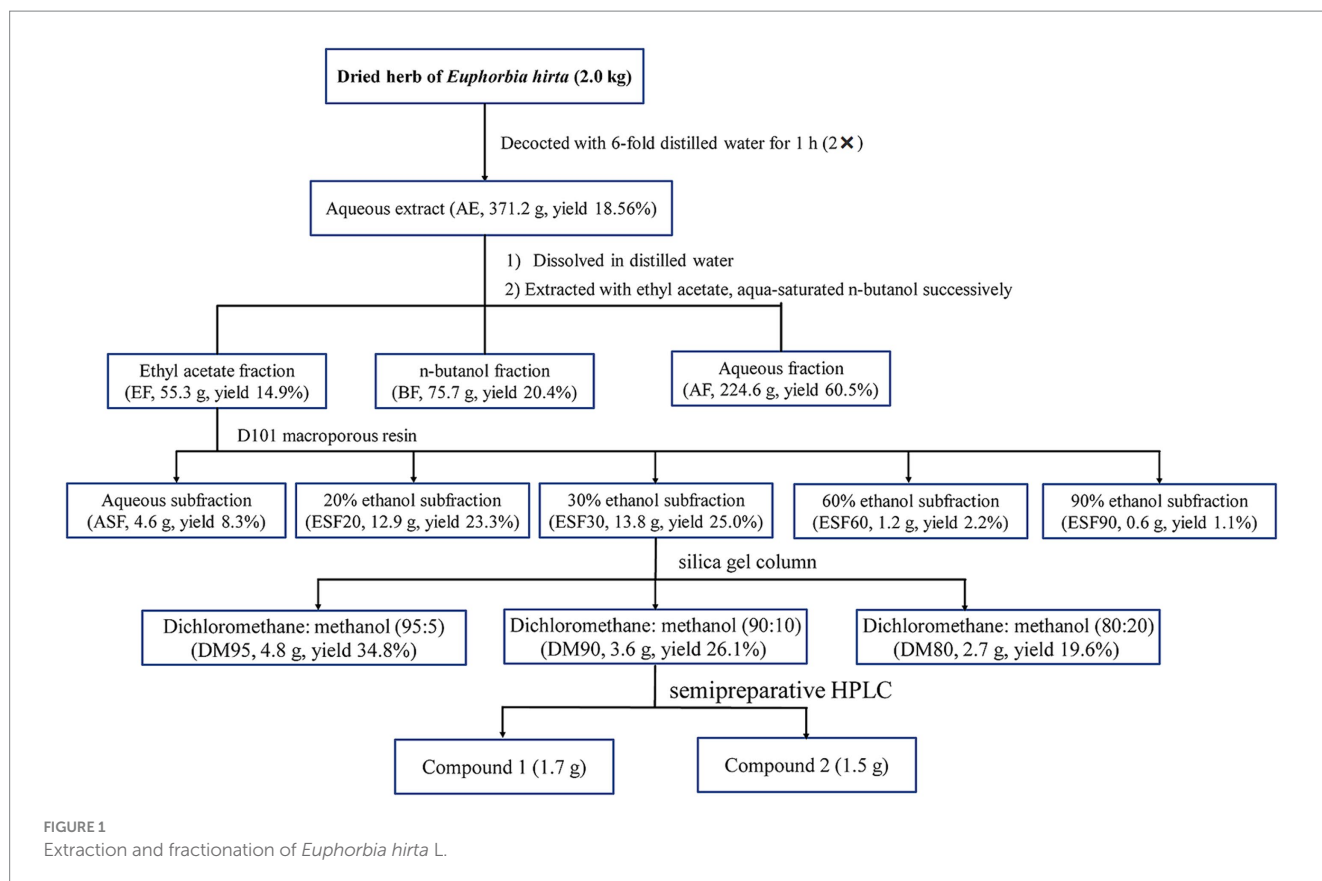 Dried herb of Euphorbia hirta (2.0 kg)
Decocted with 6-fold distilled water for 1 h (2✕)
Aqueous extract (AE, 371.2 g, yield 18.56%)
1) Dissolved in distilled water
2) Extracted with ethyl acetate, aqua-saturated n-butanol successively
Ethyl acetate fraction
(EF, 55.3 g, yield 14.9%)
n-butanol fraction
(BF, 75.7 g, yield 20.4%)
Aqueous fraction
(AF, 224.6 g, yield 60.5%)
D101 macroporous resin
Aqueous subfraction
(ASF, 4.6 g, yield 8.3%)
20% ethanol subfraction
(ESF20, 12.9 g, yield 23.3%)
30% ethanol subfraction
(ESF30, 13.8 g, yield 25.0%)
60% ethanol subfraction
(ESF60, 1.2 g, yield 2.2%)
90% ethanol subfraction
(ESF90, 0.6 g, yield 1.1%)
silica gel column
Dichloromethane: methanol (95:5)
(DM95, 4.8 g, yield 34.8%)
Dichloromethane: methanol (90:10)
(DM90, 3.6 g, yield 26.1%)
Dichloromethane: methanol (80:20)
(DM80, 2.7 g, yield 19.6%)
semipreparative HPLC
Compound 1 (1.7 g)
Compound 2 (1.5 g)
FIGURE 1
Extraction and fractionation of Euphorbia hirta L.